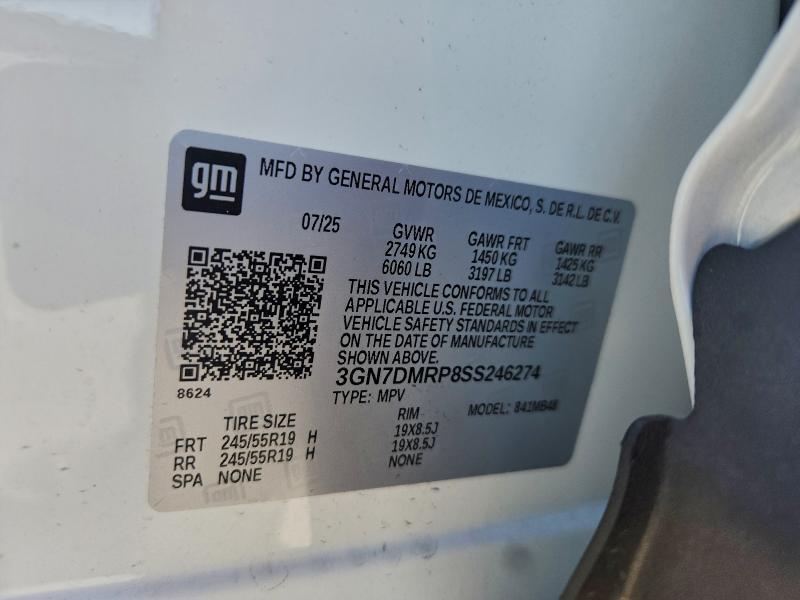 gm
MFD BY GENERAL MOTORS DE MEXICO, S. DE R.L. DE C.V.
07/25 GVWR GAWR FRT GAWR RR
2749 KG 1450 KG 1425 KG
6060 LB 3197 LB 3142 LB
THIS VEHICLE CONFORMS TO ALL
APPLICABLE U.S. FEDERAL MOTOR
VEHICLE SAFETY STANDARDS IN EFFECT
ON THE DATE OF MANUFACTURE
3GN7DMRP8SS246274
8624
TYPE: MPV MODEL: 841MB48
TIRE SIZE RIM
FRT 245/55R19 H 19X8.5J
RR 245/55R19 H 19X8.5J
SPA NONE NONE